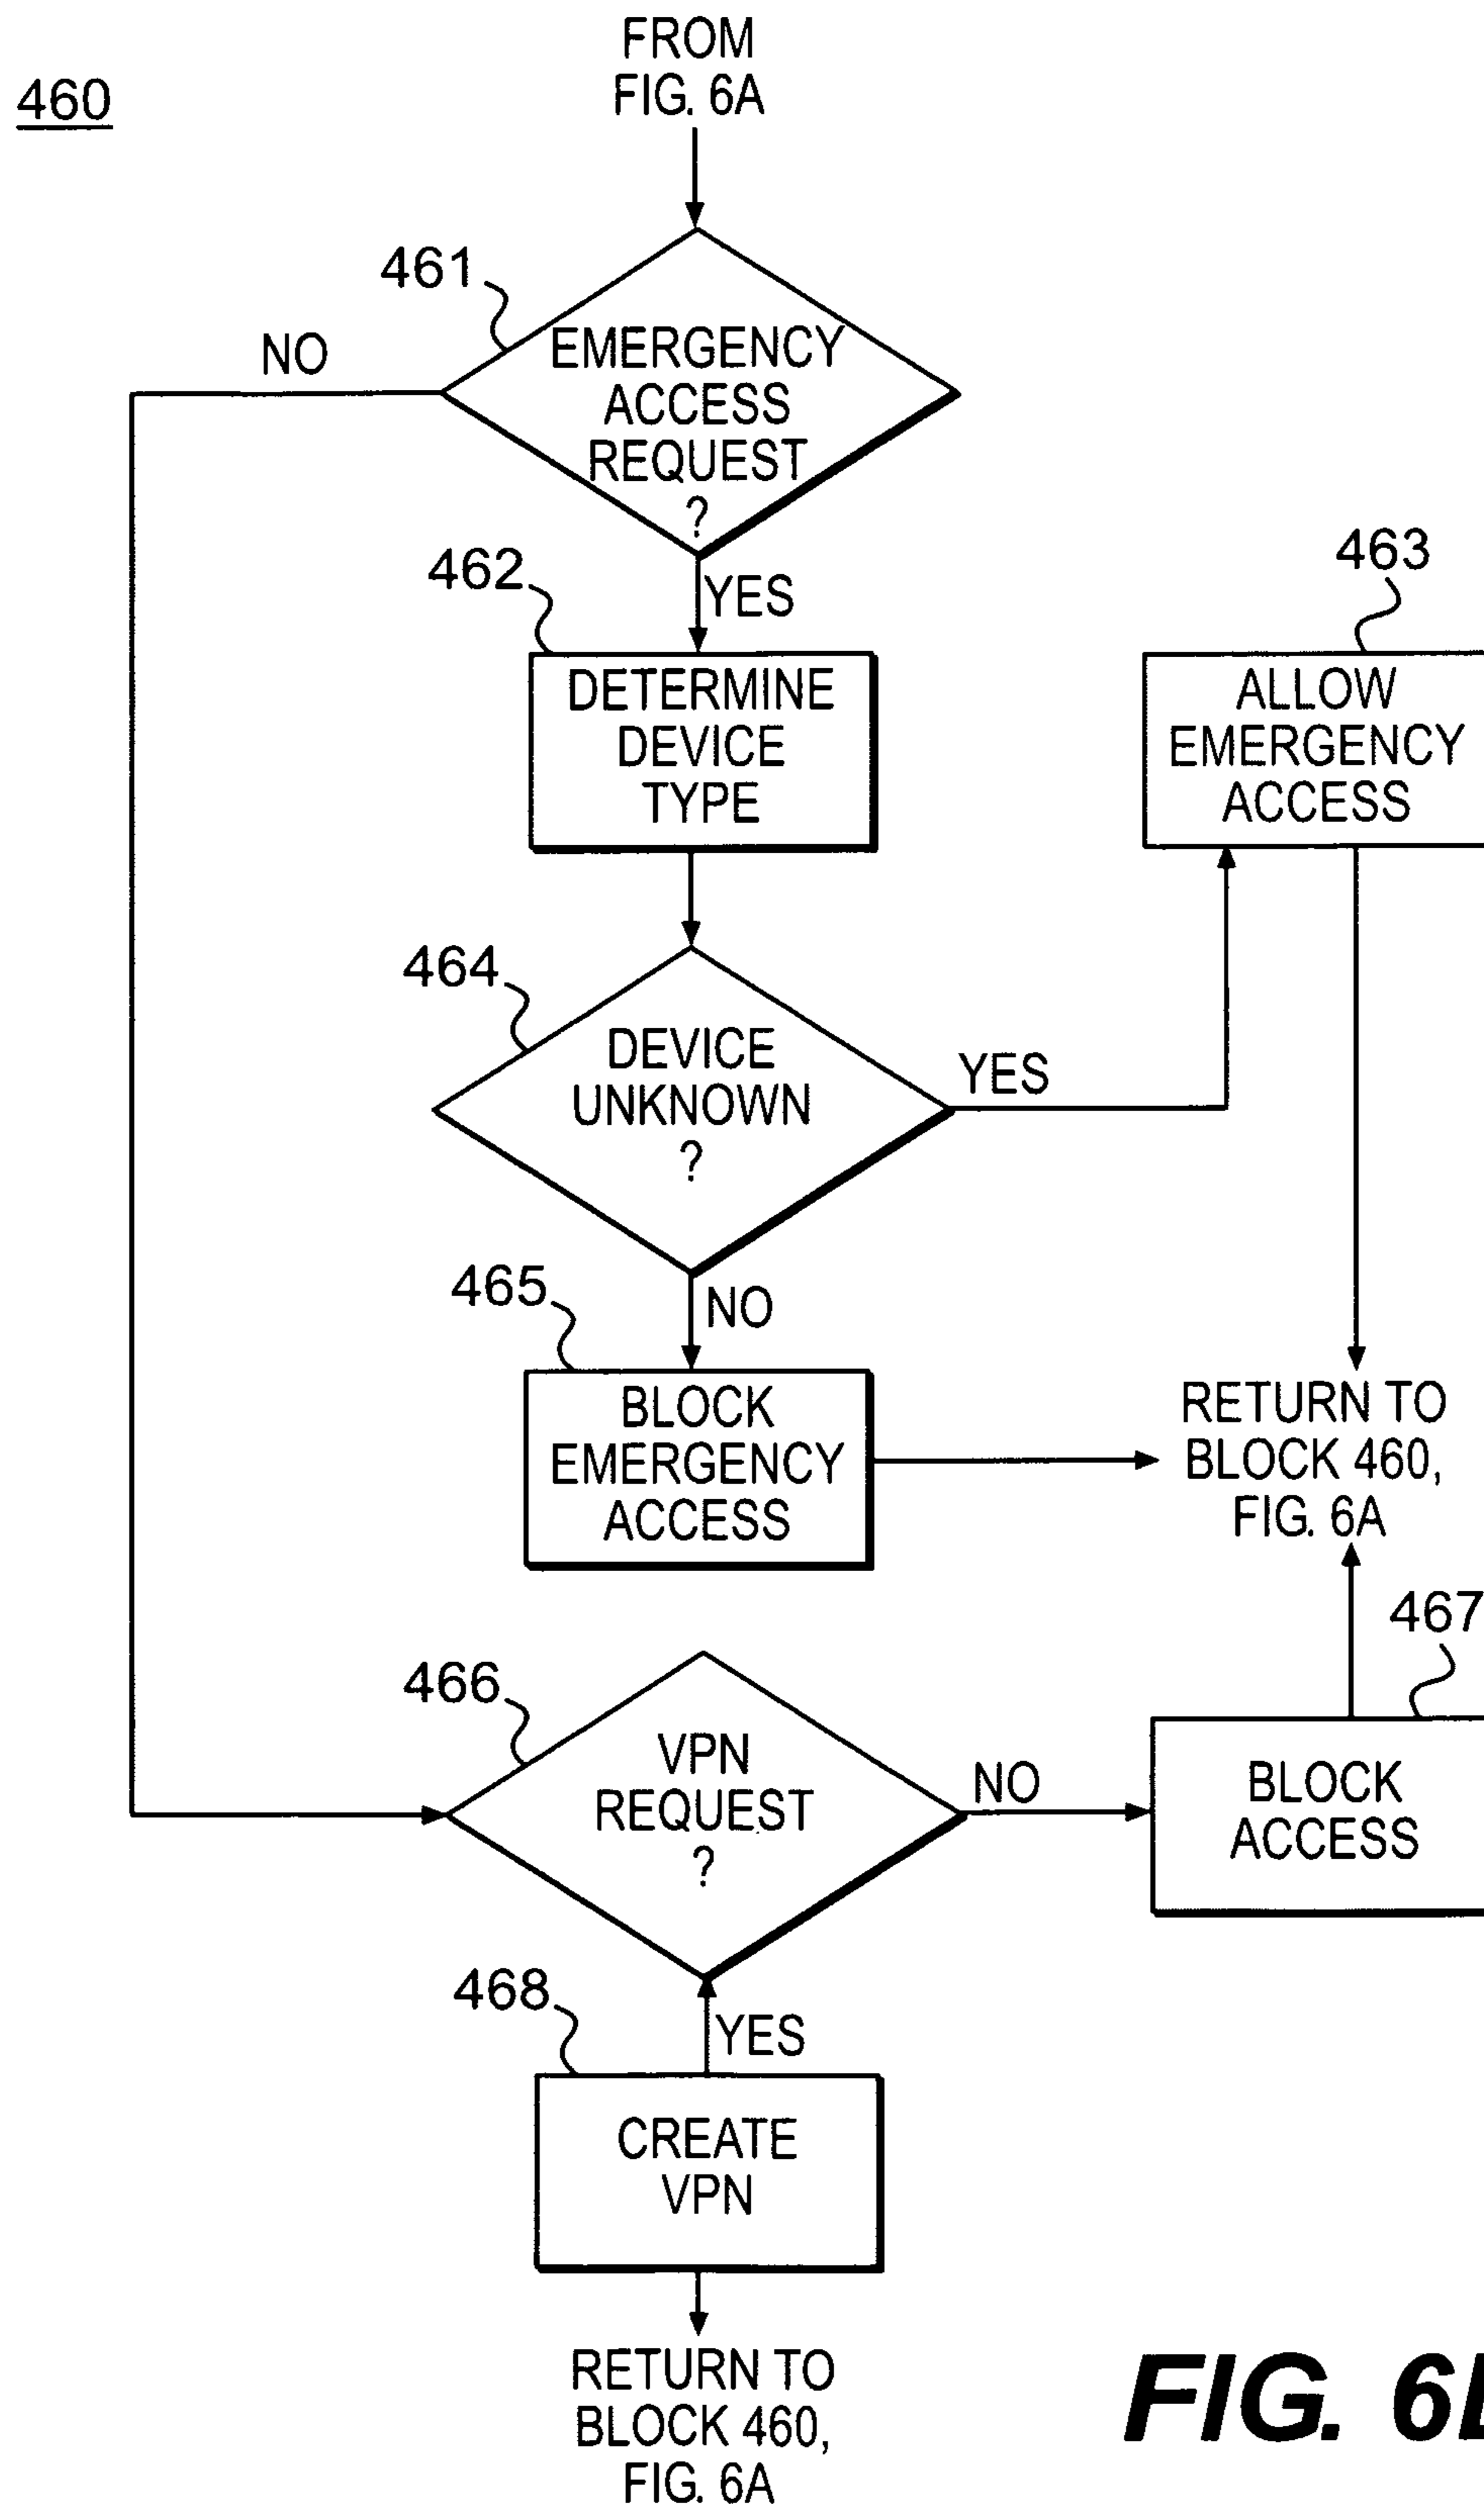 FROM
FIG. 6A
460
461
NO
EMERGENCY
ACCESS
REQUEST
?
462
YES
463
DETERMINE
DEVICE
TYPE
ALLOW
EMERGENCY
ACCESS
464
DEVICE
UNKNOWN
?
YES
465
NO
BLOCK
EMERGENCY
ACCESS
RETURN TO
BLOCK 460,
FIG. 6A
467
466
VPN
REQUEST
?
NO
BLOCK
ACCESS
468
YES
CREATE
VPN
RETURN TO
BLOCK 460,
FIG. 6A
FIG.